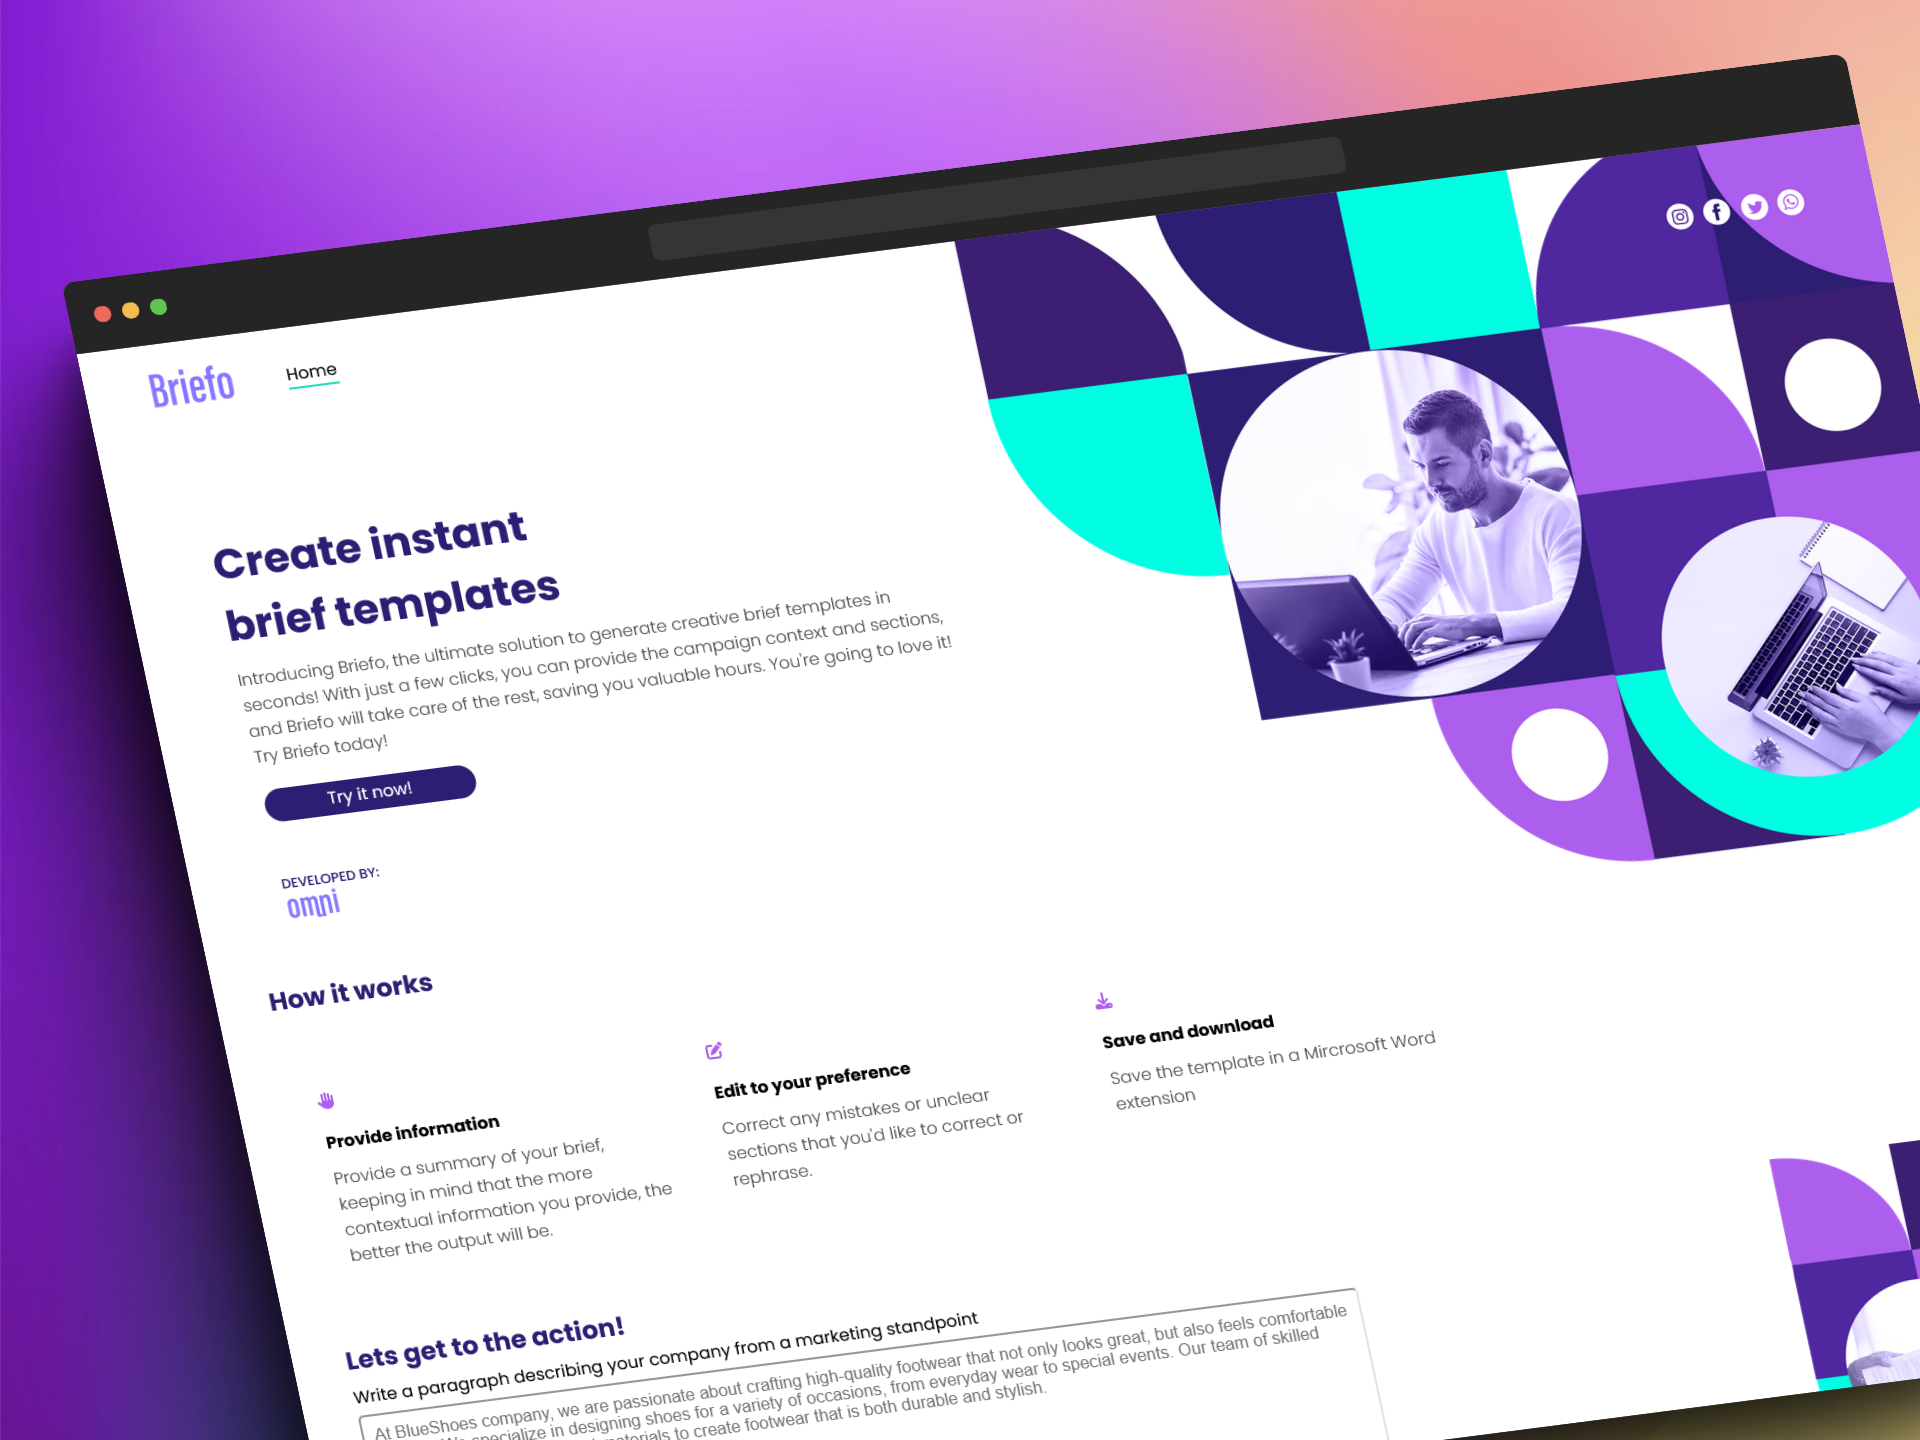 Briefo
Home
Create instant
brief templates
Introducing Briefo, the ultimate solution to generate creative brief templates in
seconds! With just a few clicks, you can provide the campaign context and sections,
and Briefo will take care of the rest, saving you valuable hours. You're going to love it!
Try Briefo today!
Try it now!
DEVELOPED BY:
omni
How it works
Provide information
Provide a summary of your brief,
keeping in mind that the more
contextual information you provide, the
better the output will be.
Edit to your preference
Correct any mistakes or unclear
sections that you'd like to correct or
rephrase.
Save and download
Save the template in a Mircrosoft Word
extension
Lets get to the action!
Write a paragraph describing your company from a marketing standpoint
At BlueShoes company, we are passionate about crafting high-quality footwear that not only looks great, but also feels comfortable
We specialize in designing shoes for a variety of occasions, from everyday wear to special events. Our team of skilled
materials to create footwear that is both durable and stylish.